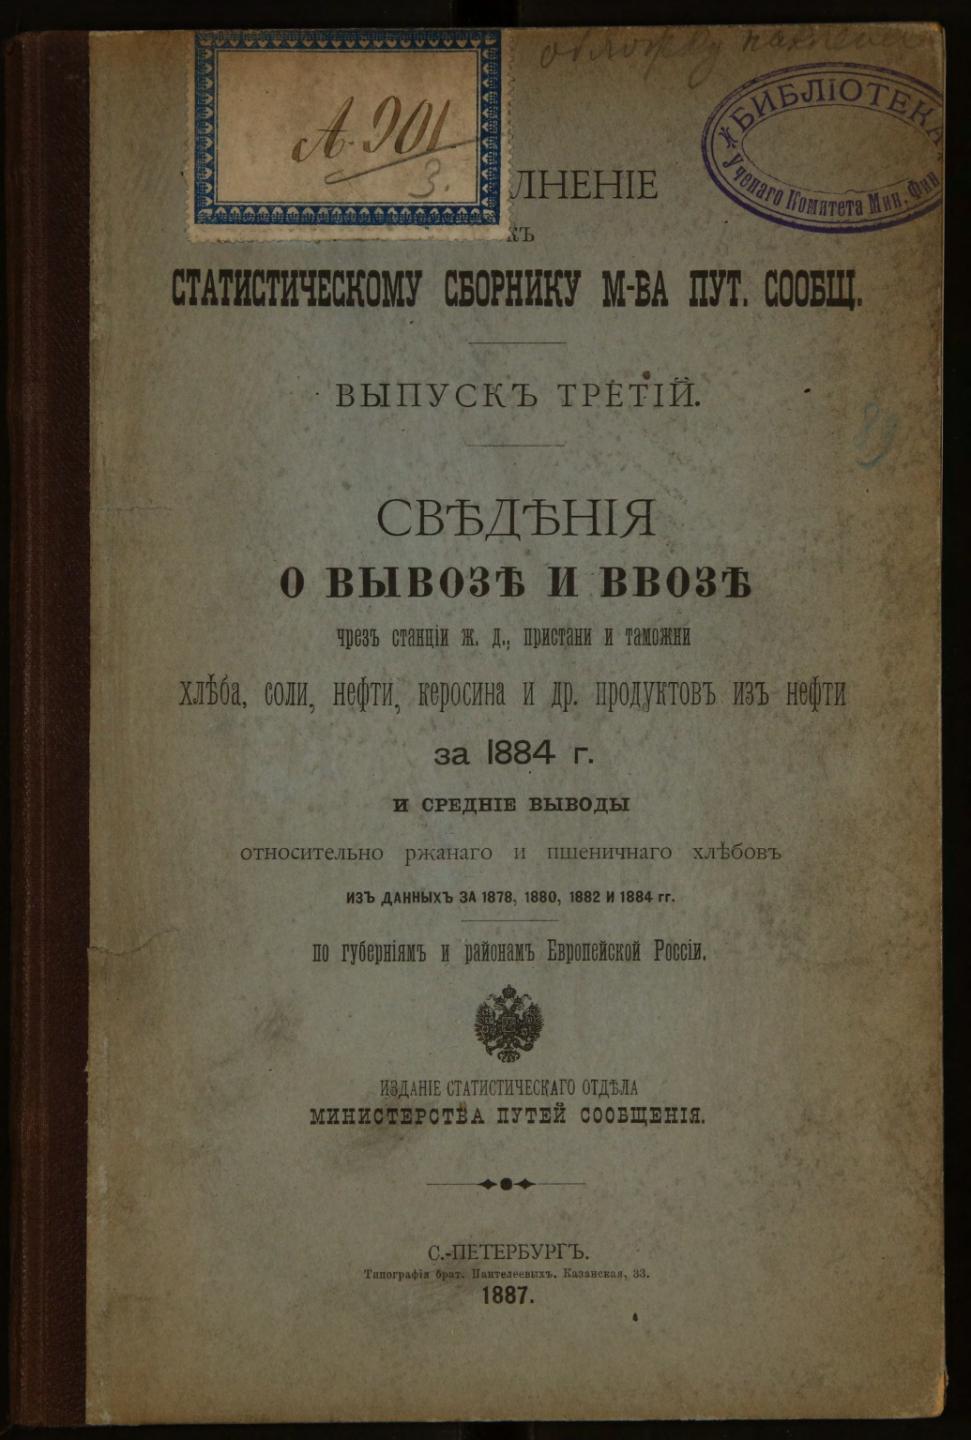 обложку
БИБЛІОТЕКА
Ученаго Комитета Мин. Фин
А. 901
3.
ЛНЕНІЕ
КЪ
СТАТИСТИЧЕСКОМУ СБОРНИКУ М-ВА ПУТ. СООБЩ.
ВЫПУСКЪ ТРЕТІЙ.
89
СВѢДѢНІЯ
О ВЫВОЗѢ И ВВОЗѢ
чрезъ станціи ж. д., пристани и таможни
хлѣба, соли, нефти, керосина и др. продуктовъ изъ нефти
за 1884 г.
И СРЕДНІЕ ВЫВОДЫ
относительно ржанаго и пшеничнаго хлѣбовъ
ИЗЪ ДАННЫХЪ ЗА 1878, 1880, 1882 И 1884 гг.
по губерніямъ и районамъ Европейской Россіи.
ИЗДАНІЕ СТАТИСТИЧЕСКАГО ОТДѢЛА
МИНИСТЕРСТВА ПУТЕЙ СООБЩЕНІЯ.
С.-ПЕТЕРБУРГЪ.
Типографія брат. Пантелеевыхъ. Казанская, 33.
1887.